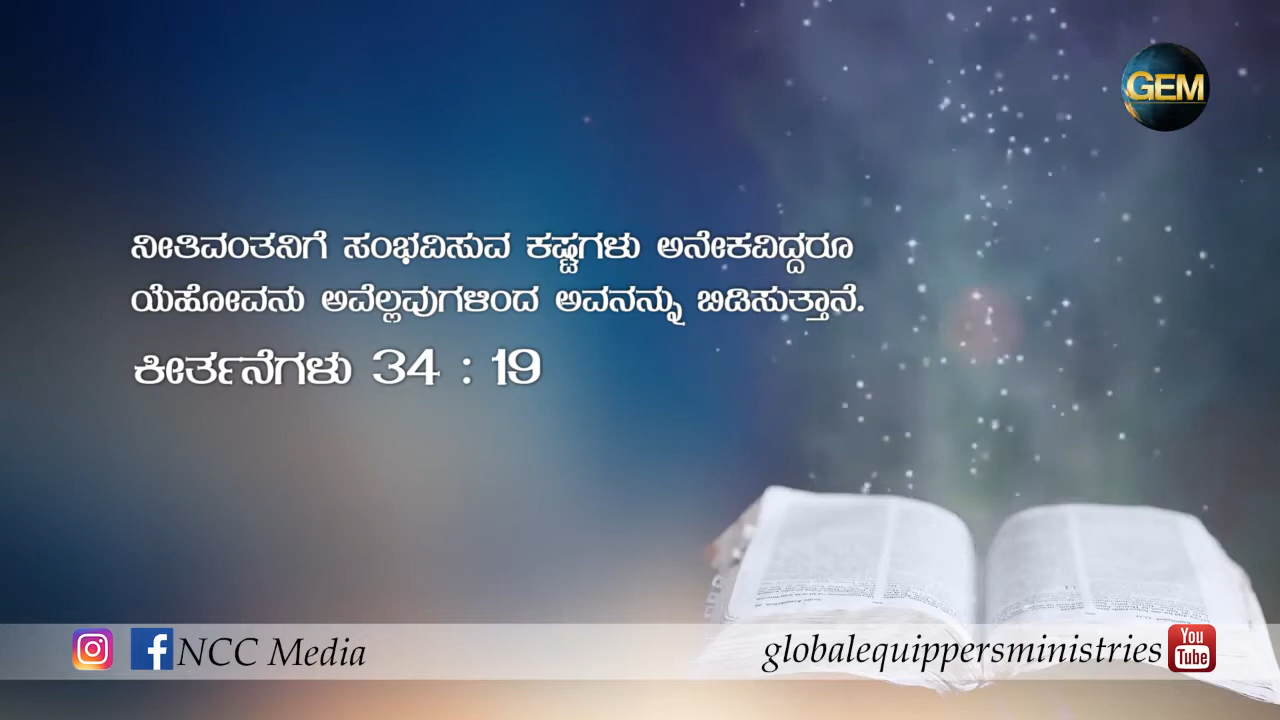 GEM
ನೀತಿವಂತನಿಗೆ ಸಂಭವಿಸುವ ಕಷ್ಟಗಳು ಅನೇಕವಿದ್ದರೂ
ಯೆಹೋವನು ಅವೆಲ್ಲವುಗಳಿಂದ ಅವನನ್ನು ಬಿಡಿಸುತ್ತಾನೆ.
ಕೀರ್ತನೆಗಳು 34 : 19
NCC Media
globalequippersministries
You
Tube